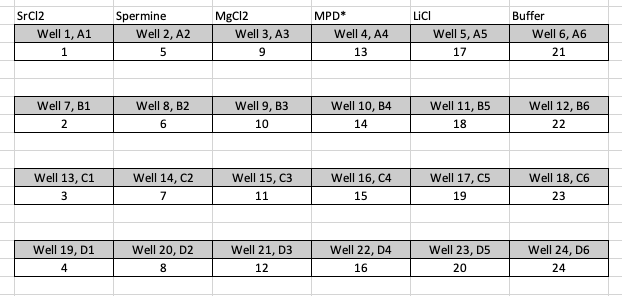 SrCl2 Spermine MgCl2 MPD* LiCl Buffer
Well 1, A1 Well 2, A2 Well 3, A3 Well 4, A4 Well 5, A5 Well 6, A6
1 5 9 13 17 21
Well 7, B1 Well 8, B2 Well 9, B3 Well 10, B4 Well 11, B5 Well 12, B6
2 6 10 14 18 22
Well 13, C1 Well 14, C2 Well 15, C3 Well 16, C4 Well 17, C5 Well 18, C6
3 7 11 15 19 23
Well 19, D1 Well 20, D2 Well 21, D3 Well 22, D4 Well 23, D5 Well 24, D6
4 8 12 16 20 24